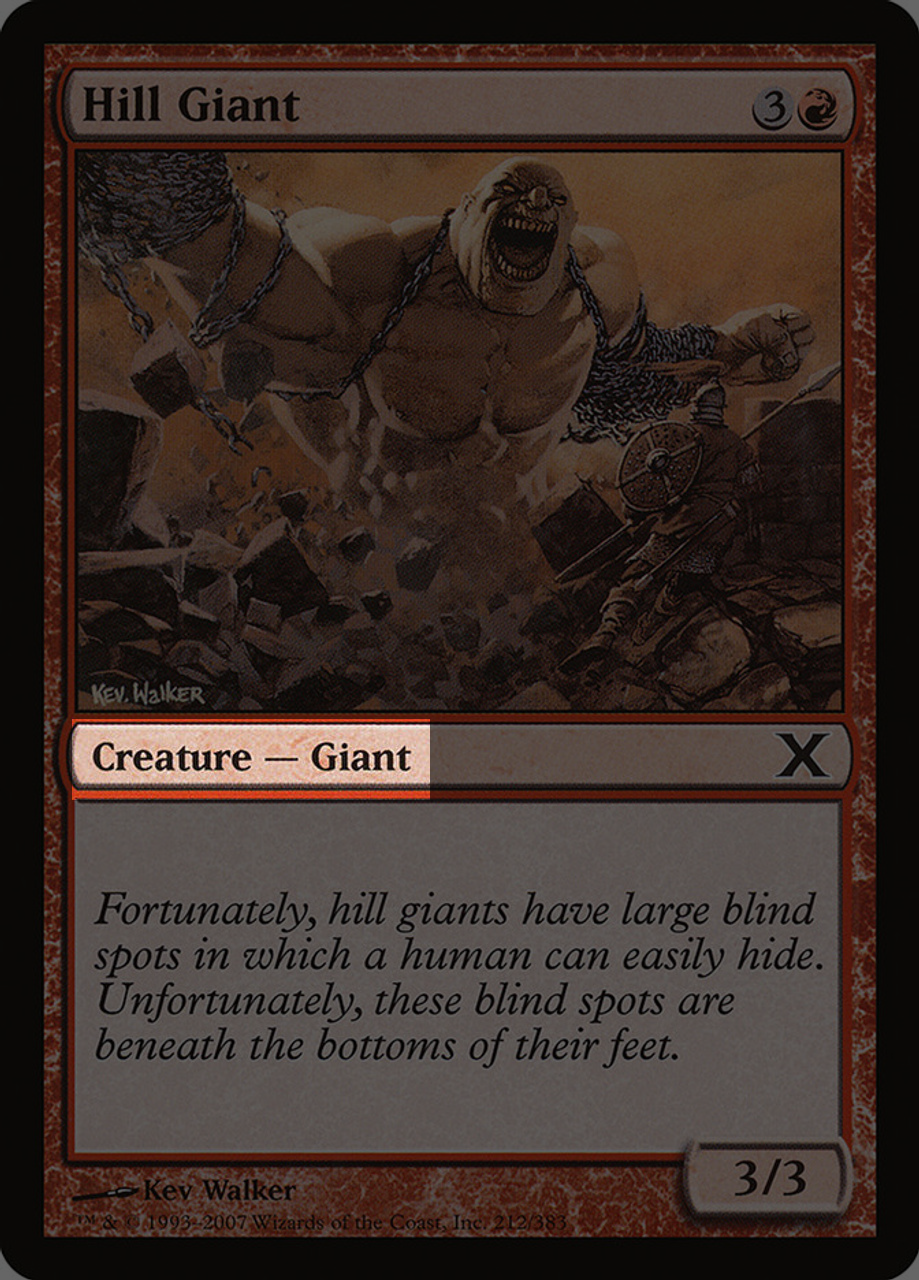 Hill Giant
3
KEV. WALKER
Creature — Giant
X
Fortunately, hill giants have large blind
spots in which a human can easily hide.
Unfortunately, these blind spots are
beneath the bottoms of their feet.
3/3
Kev Walker
™ & © 1993–2007 Wizards of the Coast, Inc. 212/383